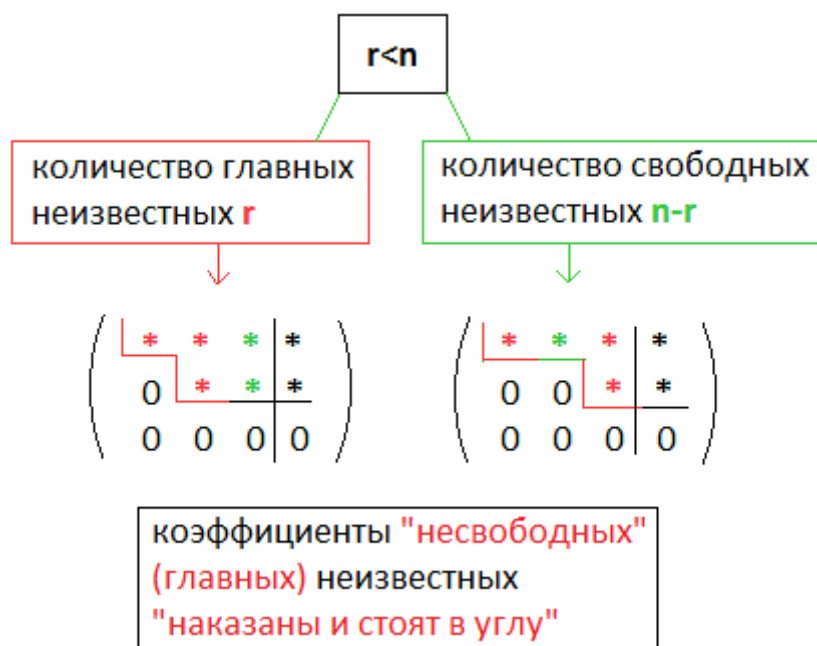 r<n
количество главных
неизвестных r
количество свободных
неизвестных n-r
* * * *
0 * * *
0 0 0 0
* * * *
0 0 * *
0 0 0 0
коэффициенты "несвободных"
(главных) неизвестных
"наказаны и стоят в углу"